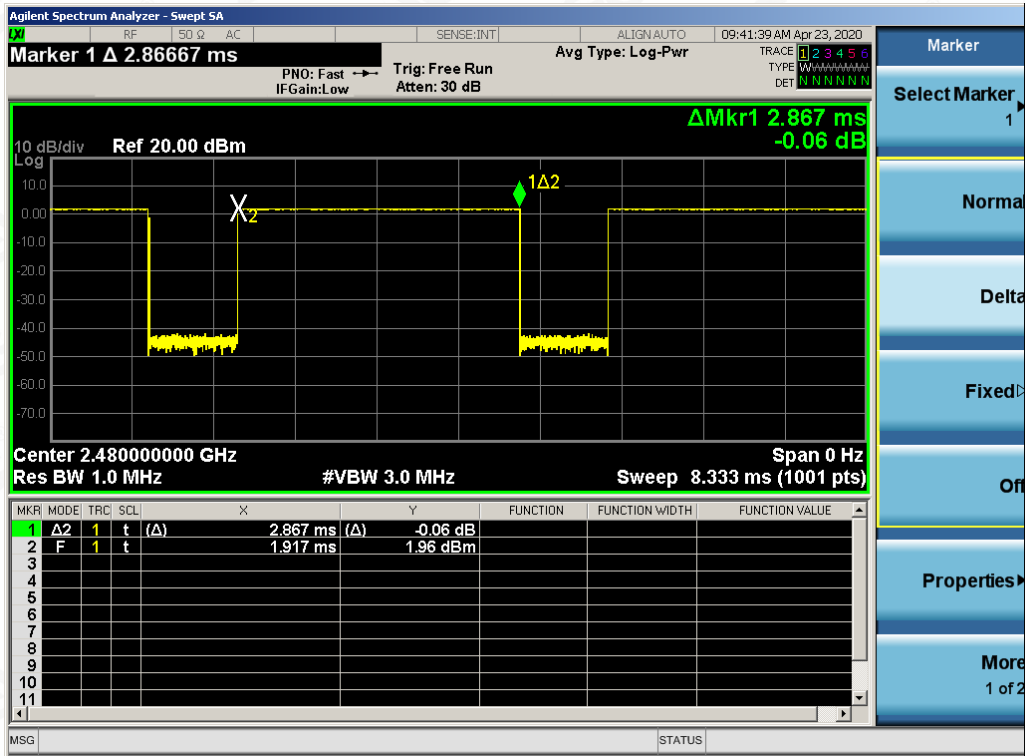 Agilent Spectrum Analyzer - Swept SA
LXI RF 50 Ω AC SENSE:INT ALIGNAUTO 09:41:39 AM Apr 23, 2020
Marker 1 Δ 2.86667 ms
PNO: Fast
IFGain:Low
Trig: Free Run
Atten: 30 dB
Avg Type: Log-Pwr
TRACE 1 2 3 4 5 6
TYPE WWWWWW
DET N N N N N N
ΔMkr1 2.867 ms
-0.06 dB
10 dB/div Ref 20.00 dBm
Log
10.0
0.00
-10.0
-20.0
-30.0
-40.0
-50.0
-60.0
-70.0
2
1Δ2
Center 2.480000000 GHz Span 0 Hz
Res BW 1.0 MHz #VBW 3.0 MHz Sweep 8.333 ms (1001 pts)
MKR MODE TRC SCL X Y FUNCTION FUNCTION WIDTH FUNCTION VALUE
1 Δ2 1 t (Δ) 2.867 ms (Δ) -0.06 dB
2 F 1 t 1.917 ms 1.96 dBm
3
4
5
6
7
8
9
10
11
MSG STATUS
Marker
Select Marker
1
Normal
Delta
Fixed
Off
Properties
More
1 of 2